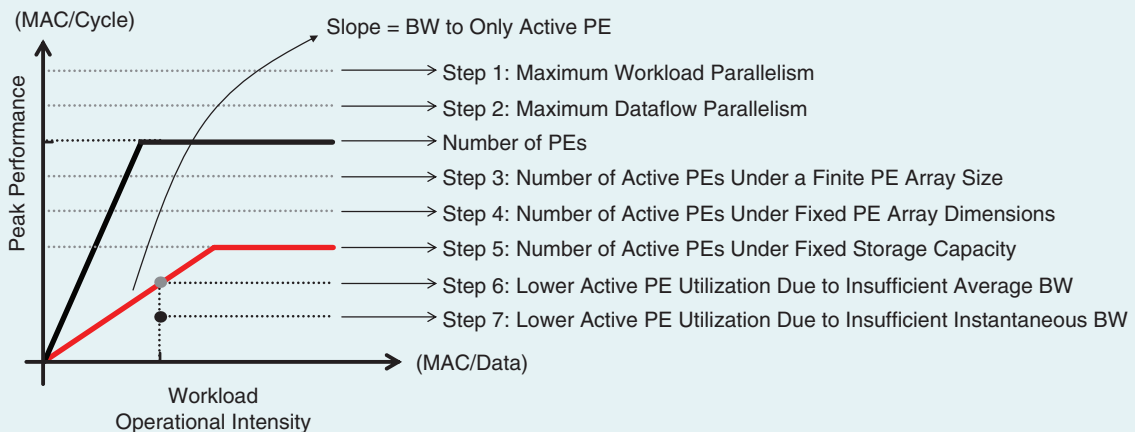 (MAC/Cycle)
Slope = BW to Only Active PE
Peak Performance
Step 1: Maximum Workload Parallelism
Step 2: Maximum Dataflow Parallelism
Number of PEs
Step 3: Number of Active PEs Under a Finite PE Array Size
Step 4: Number of Active PEs Under Fixed PE Array Dimensions
Step 5: Number of Active PEs Under Fixed Storage Capacity
Step 6: Lower Active PE Utilization Due to Insufficient Average BW
Step 7: Lower Active PE Utilization Due to Insufficient Instantaneous BW
(MAC/Data)
Workload
Operational Intensity